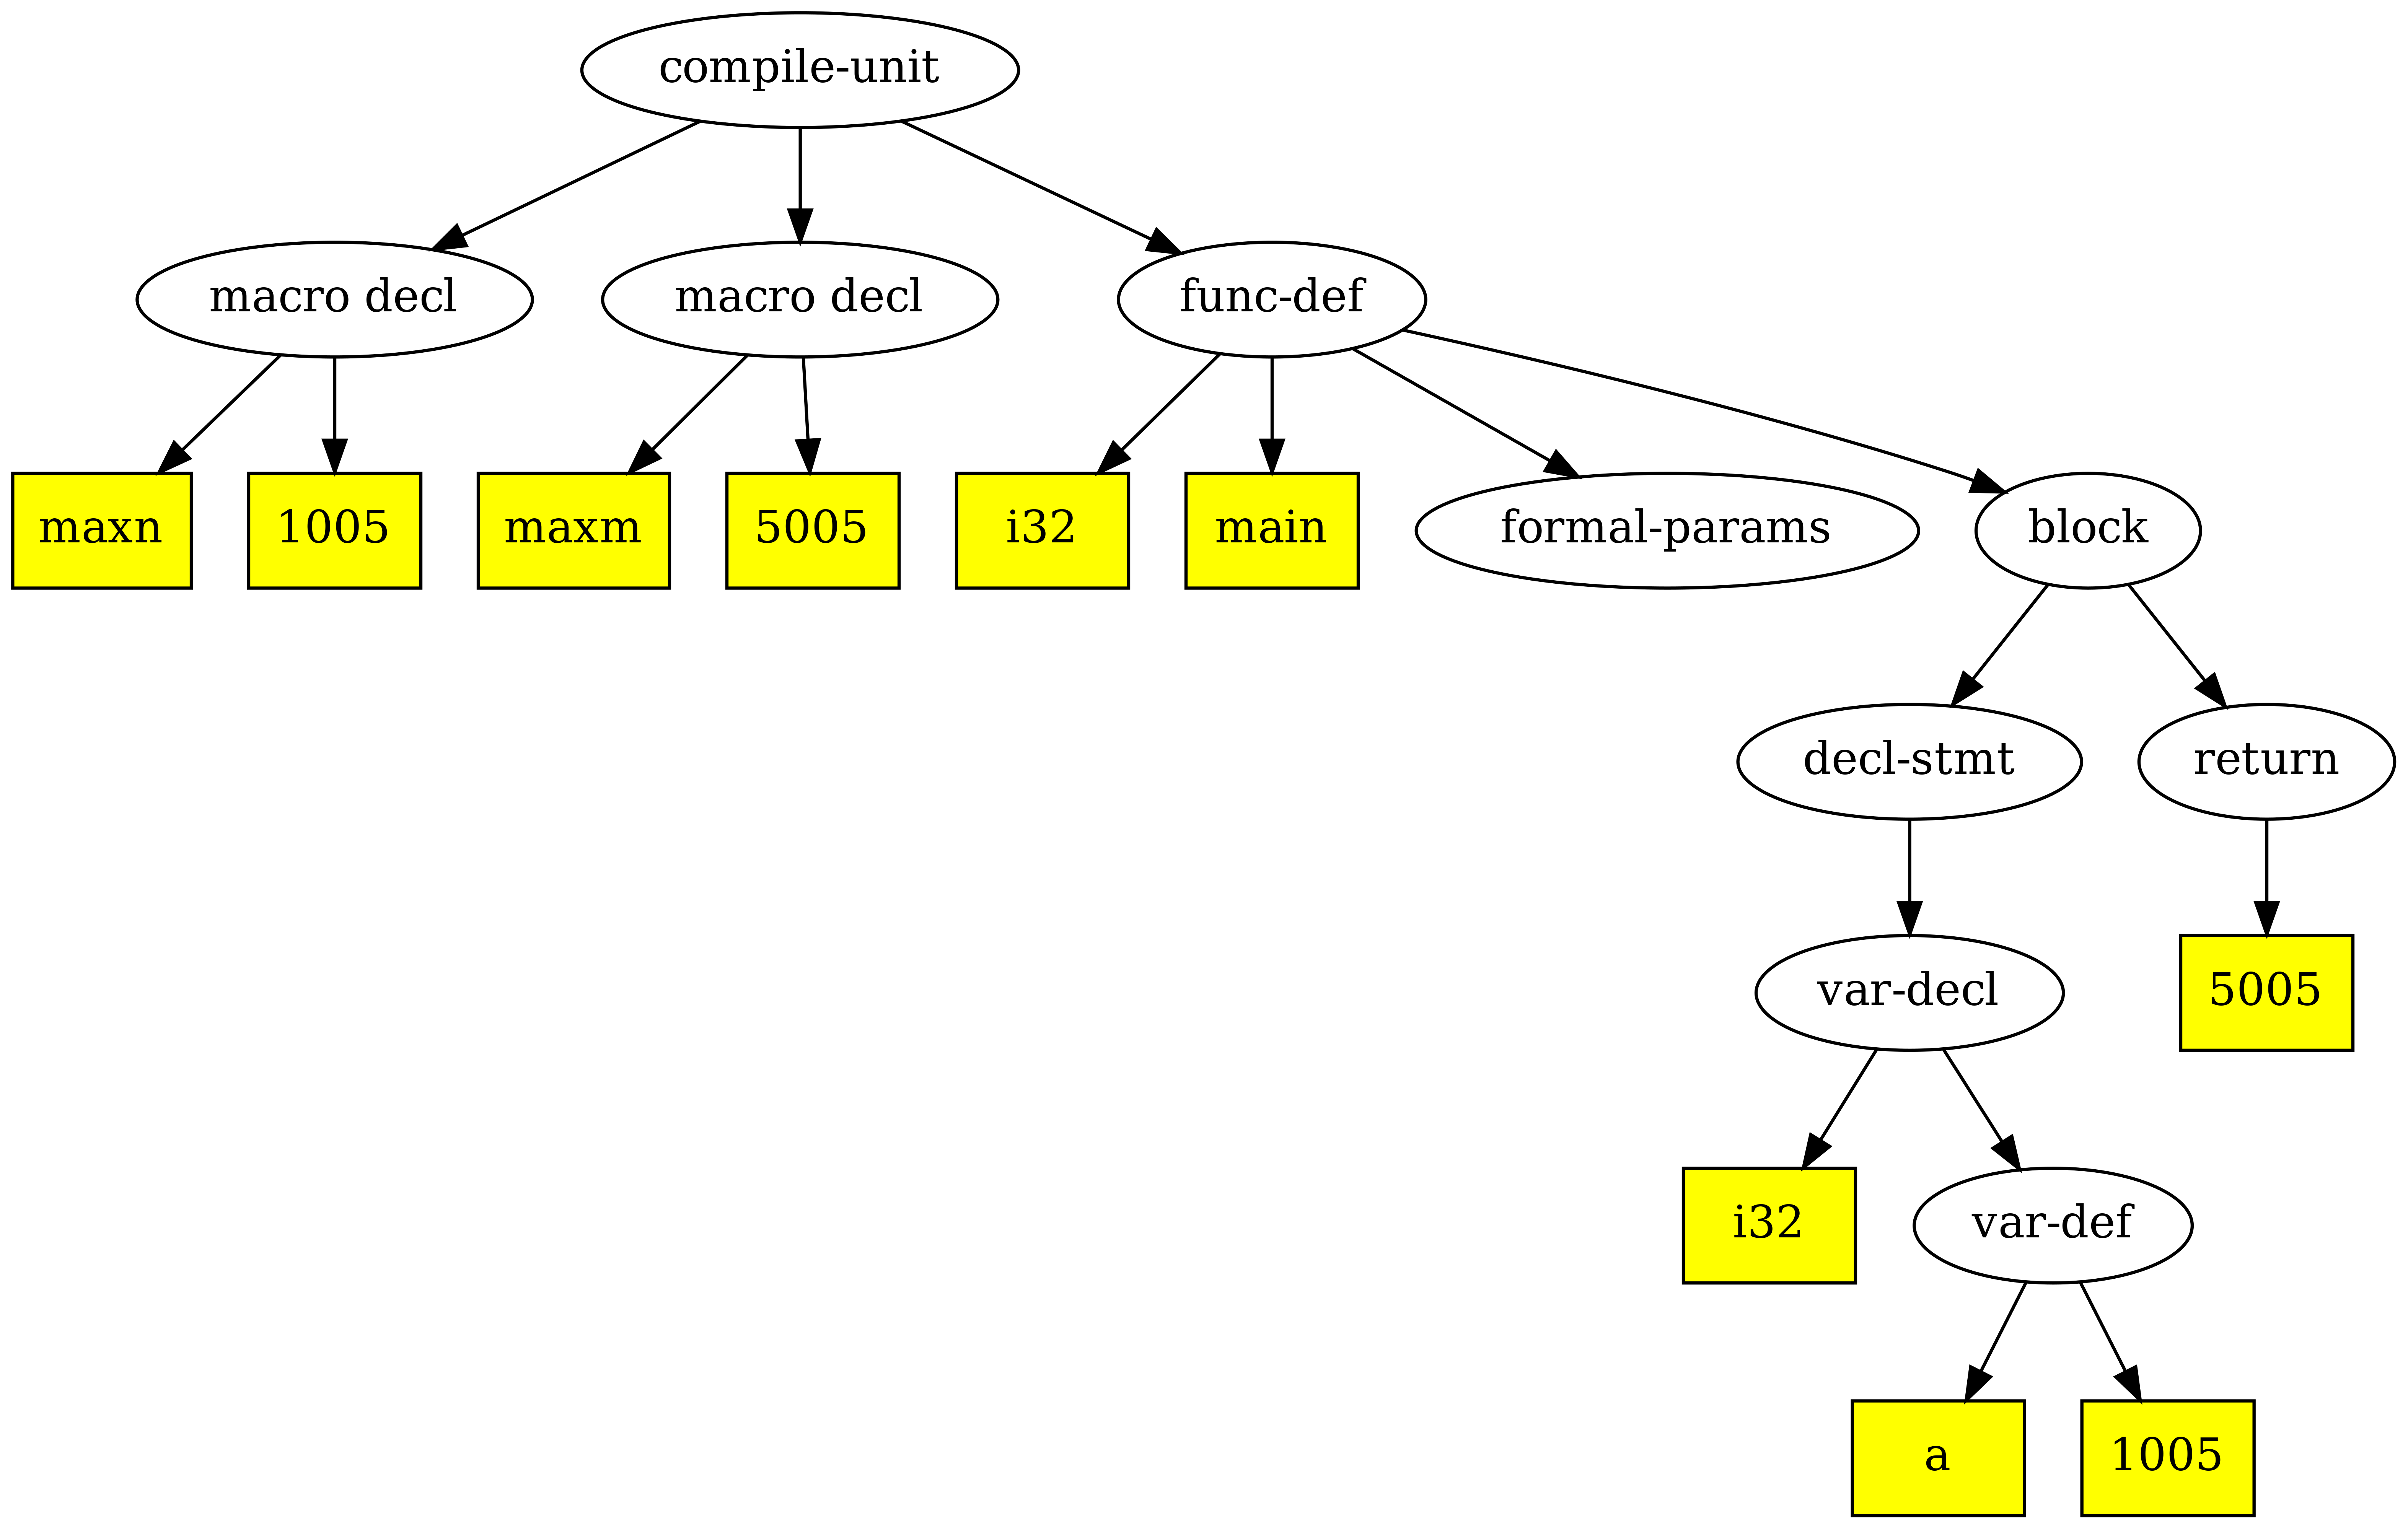 compile-unit
macro decl
macro decl
func-def
maxn
1005
maxm
5005
i32
main
formal-params
block
decl-stmt
return
var-decl
5005
i32
var-def
a
1005